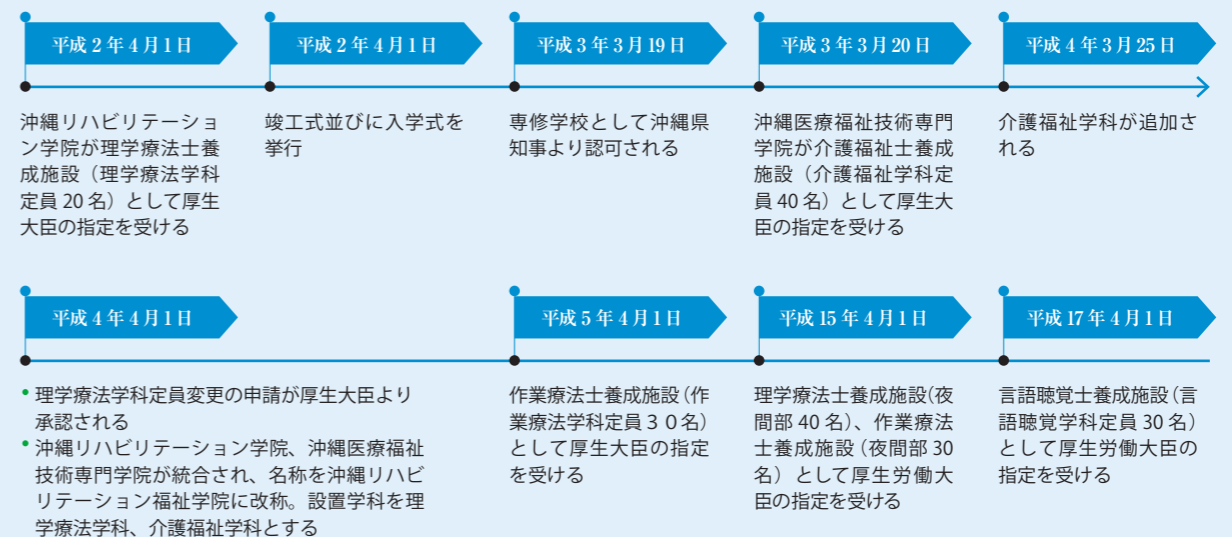 平成 2 年 4 月 1 日
沖縄リハビリテーショ
ン学院が理学療法士養
成施設（理学療法学科
定員 20 名）として厚生
大臣の指定を受ける
平成 2 年 4 月 1 日
竣工式並びに入学式を
挙行
平成 3 年 3 月 19 日
専修学校として沖縄県
知事より認可される
平成 3 年 3 月 20 日
沖縄医療福祉技術専門
学院が介護福祉士養成
施設（介護福祉学科定
員 40 名）として厚生大
臣の指定を受ける
平成 4 年 3 月 25 日
介護福祉学科が追加さ
れる
平成 4 年 4 月 1 日
• 理学療法学科定員変更の申請が厚生大臣より
承認される
• 沖縄リハビリテーション学院、沖縄医療福祉
技術専門学院が統合され、名称を沖縄リハビ
リテーション福祉学院に改称。設置学科を理
学療法学科、介護福祉学科とする
平成 5 年 4 月 1 日
作業療法士養成施設（作
業療法学科定員３０名）
として厚生大臣の指定
を受ける
平成 15 年 4 月 1 日
理学療法士養成施設（夜
間部 40 名）、作業療法
士養成施設（夜間部 30
名）として厚生労働大
臣の指定を受ける
平成 17 年 4 月 1 日
言語聴覚士養成施設（言
語聴覚学科定員 30 名）
として厚生労働大臣の
指定を受ける